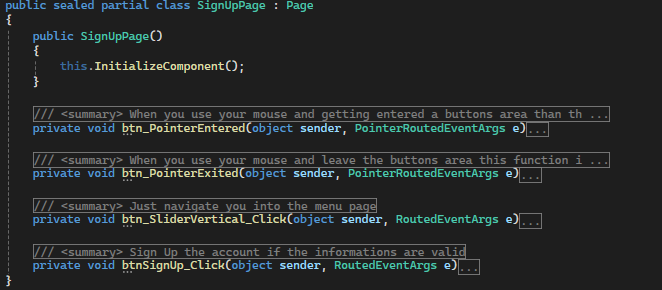 public sealed partial class SignUpPage : Page
{
public SignUpPage()
{
this.InitializeComponent();
}
/// <summary> When you use your mouse and getting entered a buttons area than th ...
private void btn_PointerEntered(object sender, PointerRoutedEventArgs e)...
/// <summary> When you use your mouse and leave the buttons area this function i ...
private void btn_PointerExited(object sender, PointerRoutedEventArgs e)...
/// <summary> Just navigate you into the menu page
private void btn_SliderVertical_Click(object sender, RoutedEventArgs e)...
/// <summary> Sign Up the account if the informations are valid
private void btnSignUp_Click(object sender, RoutedEventArgs e)...
}